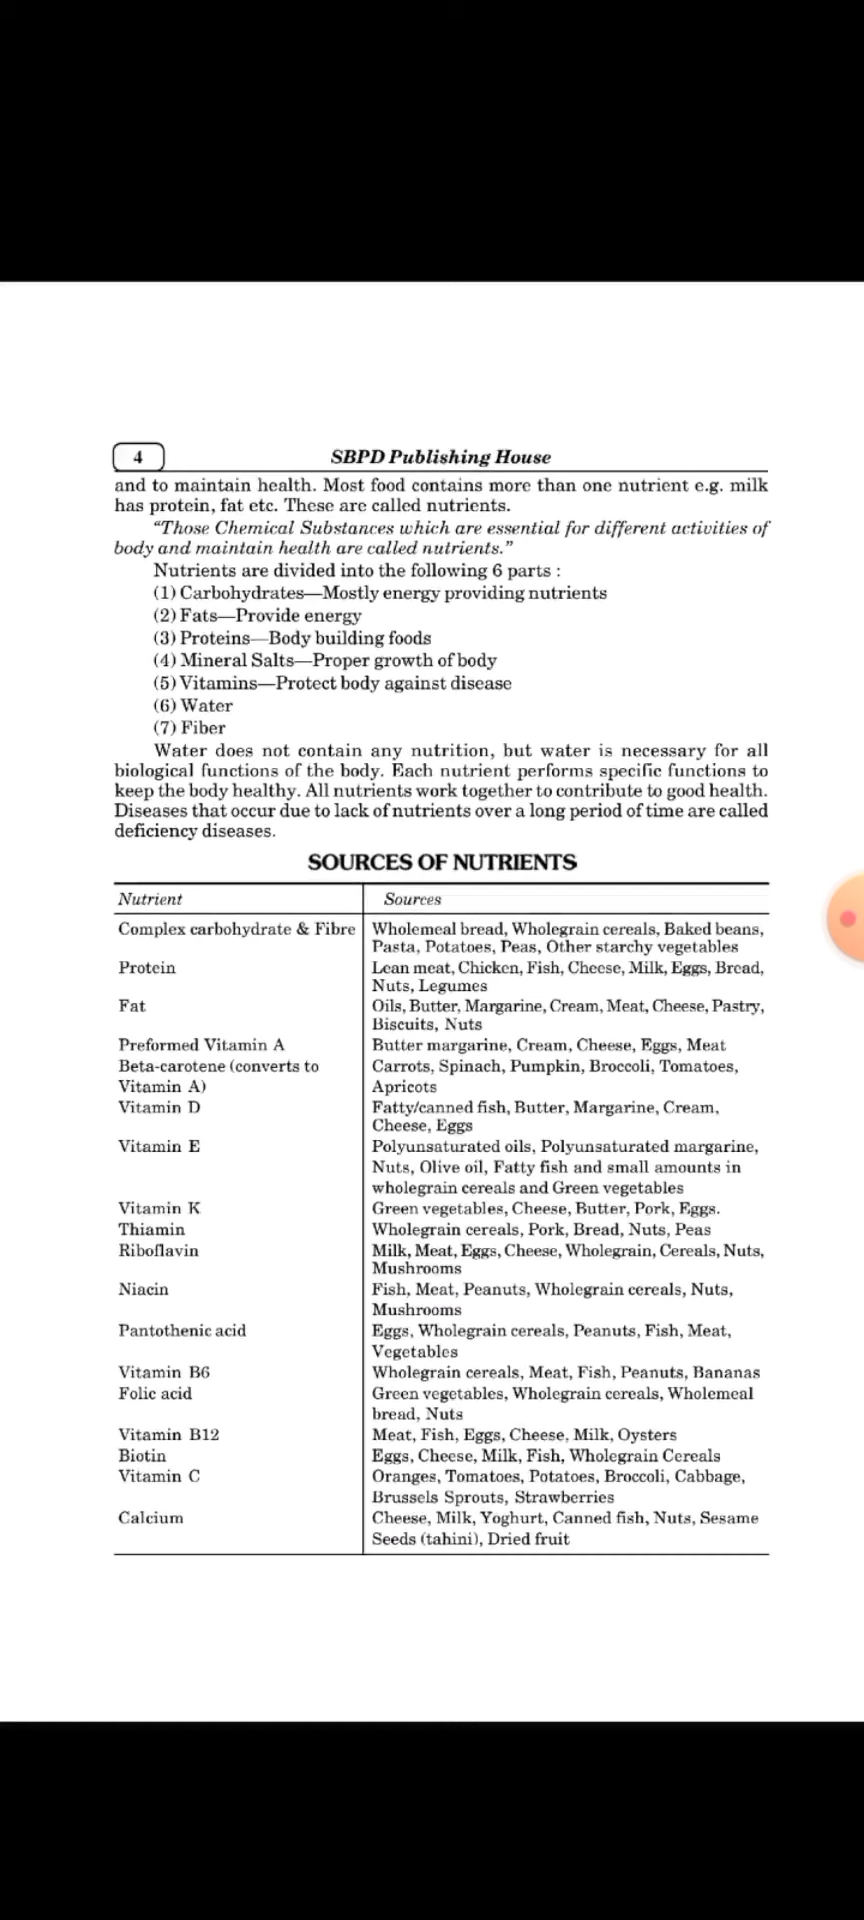 4 SBPD Publishing House
and to maintain health. Most food contains more than one nutrient e.g. milk
has protein, fat etc. These are called nutrients.
“Those Chemical Substances which are essential for different activities of
body and maintain health are called nutrients.”
Nutrients are divided into the following 6 parts :
(1) Carbohydrates—Mostly energy providing nutrients
(2) Fats—Provide energy
(3) Proteins—Body building foods
(4) Mineral Salts—Proper growth of body
(5) Vitamins—Protect body against disease
(6) Water
(7) Fiber
Water does not contain any nutrition, but water is necessary for all
biological functions of the body. Each nutrient performs specific functions to
keep the body healthy. All nutrients work together to contribute to good health.
Diseases that occur due to lack of nutrients over a long period of time are called
deficiency diseases.
SOURCES OF NUTRIENTS
Nutrient Sources
Complex carbohydrate & Fibre Wholemeal bread, Wholegrain cereals, Baked beans,
Pasta, Potatoes, Peas, Other starchy vegetables
Protein Lean meat, Chicken, Fish, Cheese, Milk, Eggs, Bread,
Nuts, Legumes
Fat Oils, Butter, Margarine, Cream, Meat, Cheese, Pastry,
Biscuits, Nuts
Preformed Vitamin A Butter margarine, Cream, Cheese, Eggs, Meat
Beta-carotene (converts to Carrots, Spinach, Pumpkin, Broccoli, Tomatoes,
Vitamin A) Apricots
Vitamin D Fatty/canned fish, Butter, Margarine, Cream,
Cheese, Eggs
Vitamin E Polyunsaturated oils, Polyunsaturated margarine,
Nuts, Olive oil, Fatty fish and small amounts in
wholegrain cereals and Green vegetables
Vitamin K Green vegetables, Cheese, Butter, Pork, Eggs.
Thiamin Wholegrain cereals, Pork, Bread, Nuts, Peas
Riboflavin Milk, Meat, Eggs, Cheese, Wholegrain, Cereals, Nuts,
Mushrooms
Niacin Fish, Meat, Peanuts, Wholegrain cereals, Nuts,
Mushrooms
Pantothenic acid Eggs, Wholegrain cereals, Peanuts, Fish, Meat,
Vegetables
Vitamin B6 Wholegrain cereals, Meat, Fish, Peanuts, Bananas
Folic acid Green vegetables, Wholegrain cereals, Wholemeal
bread, Nuts
Vitamin B12 Meat, Fish, Eggs, Cheese, Milk, Oysters
Biotin Eggs, Cheese, Milk, Fish, Wholegrain Cereals
Vitamin C Oranges, Tomatoes, Potatoes, Broccoli, Cabbage,
Brussels Sprouts, Strawberries
Calcium Cheese, Milk, Yoghurt, Canned fish, Nuts, Sesame
Seeds (tahini), Dried fruit